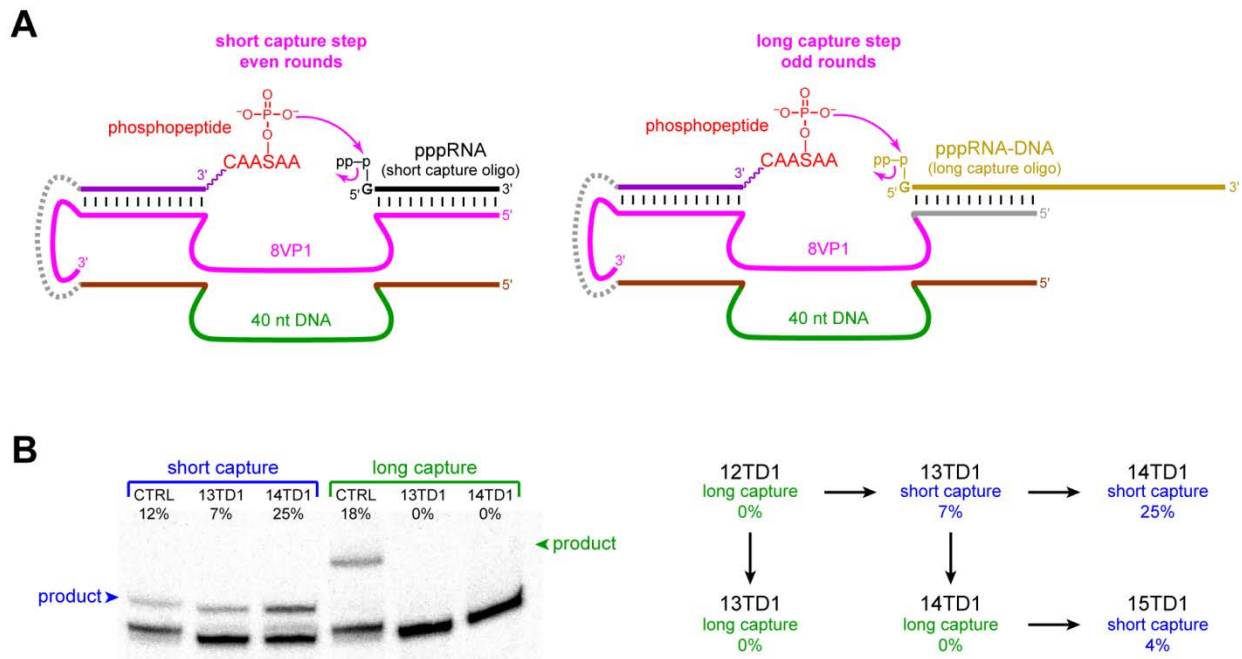 A
short capture step
even rounds
phosphopeptide
O
⁻O–P–O⁻
O
CAASAA
3'
pp–p
5' G
pppRNA
(short capture oligo)
3'
5'
8VP1
3'
5'
40 nt DNA
long capture step
odd rounds
phosphopeptide
O
⁻O–P–O⁻
O
CAASAA
3'
pp–p
5' G
pppRNA-DNA
(long capture oligo)
3'
5'
8VP1
3'
5'
40 nt DNA
B
short capture long capture
CTRL 13TD1 14TD1 CTRL 13TD1 14TD1
12% 7% 25% 18% 0% 0%
product
product
12TD1 13TD1 14TD1
long capture short capture short capture
0% 7% 25%
13TD1 14TD1 15TD1
long capture long capture short capture
0% 0% 4%